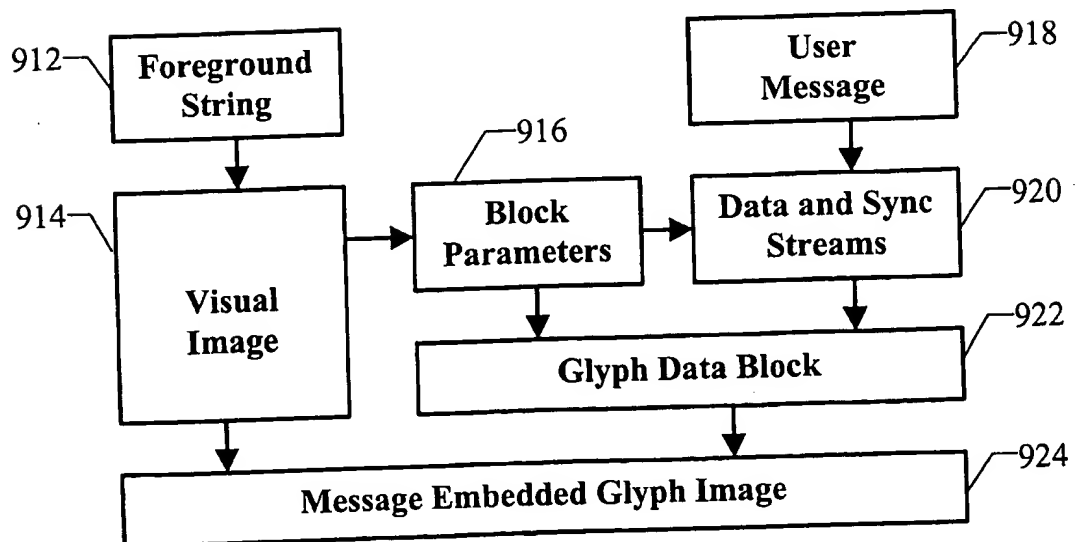 912
Foreground
String
User
Message
918
916
914
Visual
Image
Block
Parameters
Data and Sync
Streams
920
Glyph Data Block
922
Message Embedded Glyph Image
924